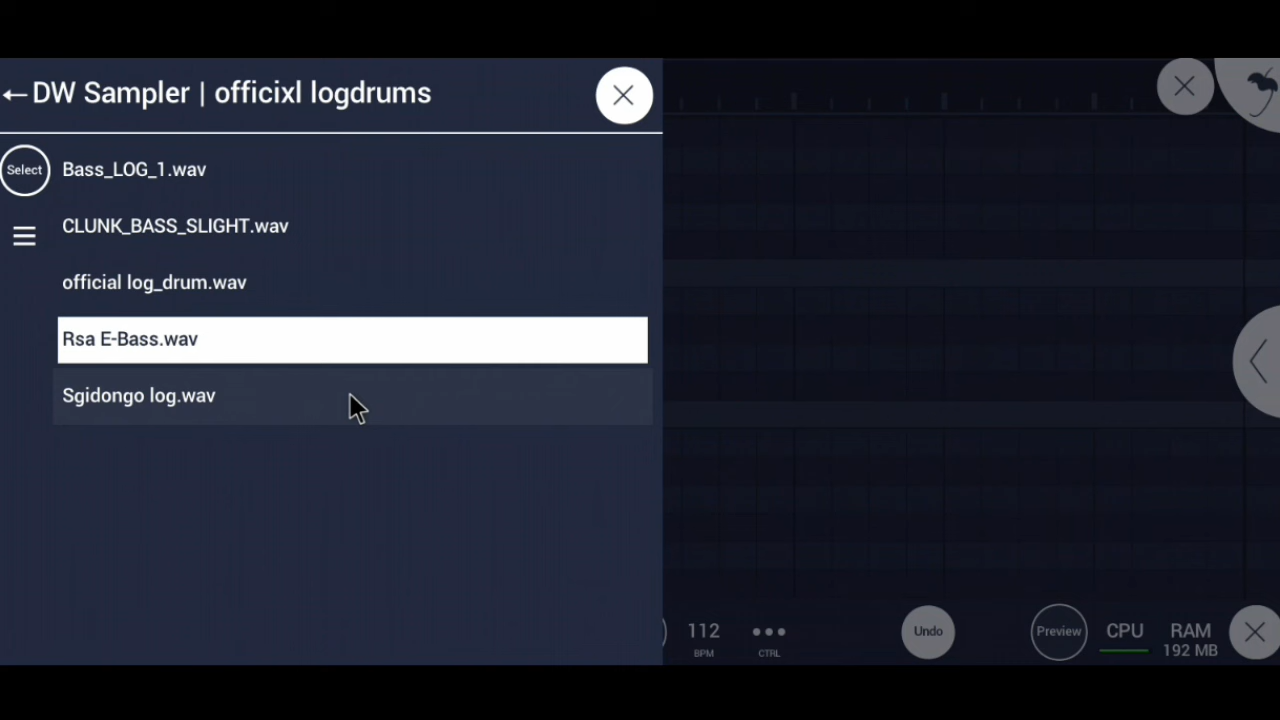 ←DW Sampler | officixl logdrums
Select
Bass_LOG_1.wav
CLUNK_BASS_SLIGHT.wav
official log_drum.wav
Rsa E-Bass.wav
Sgidongo log.wav
112
BPM
CTRL
Undo
Preview
CPU
RAM
192 MB